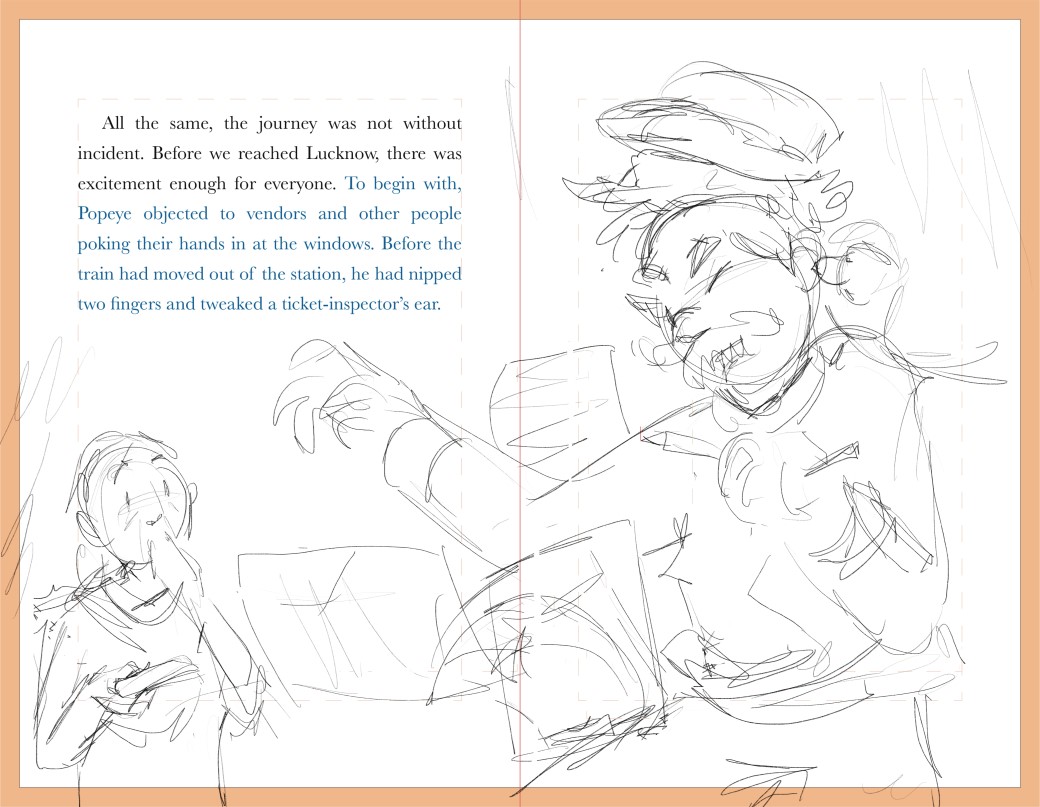 All the same, the journey was not without
incident. Before we reached Lucknow, there was
excitement enough for everyone. To begin with,
Popeye objected to vendors and other people
poking their hands in at the windows. Before the
train had moved out of the station, he had nipped
two fingers and tweaked a ticket-inspector’s ear.